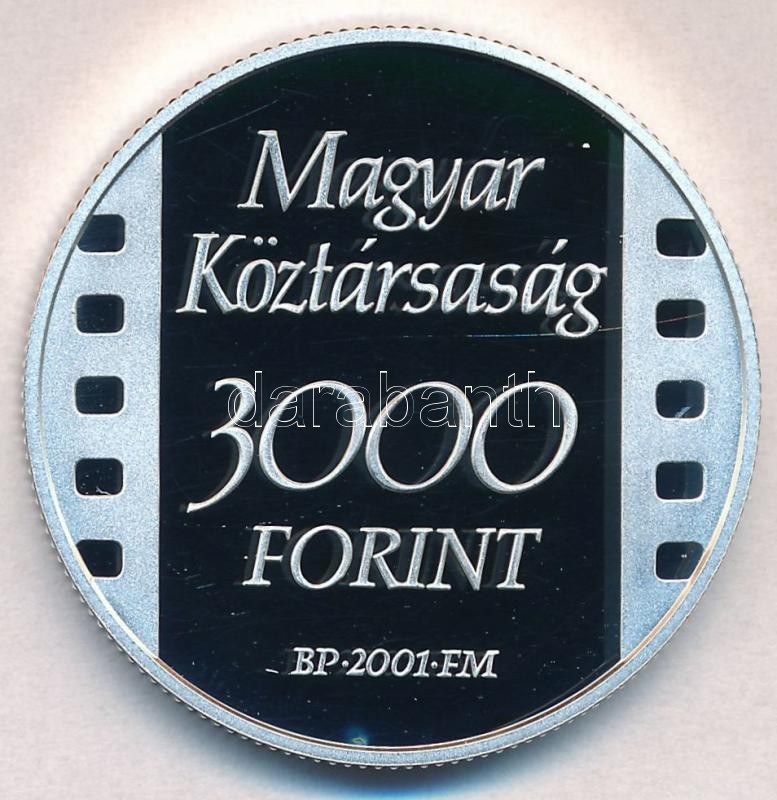 Magyar
Köztársaság
3000
darabanth
FORINT
BP·2001·FM